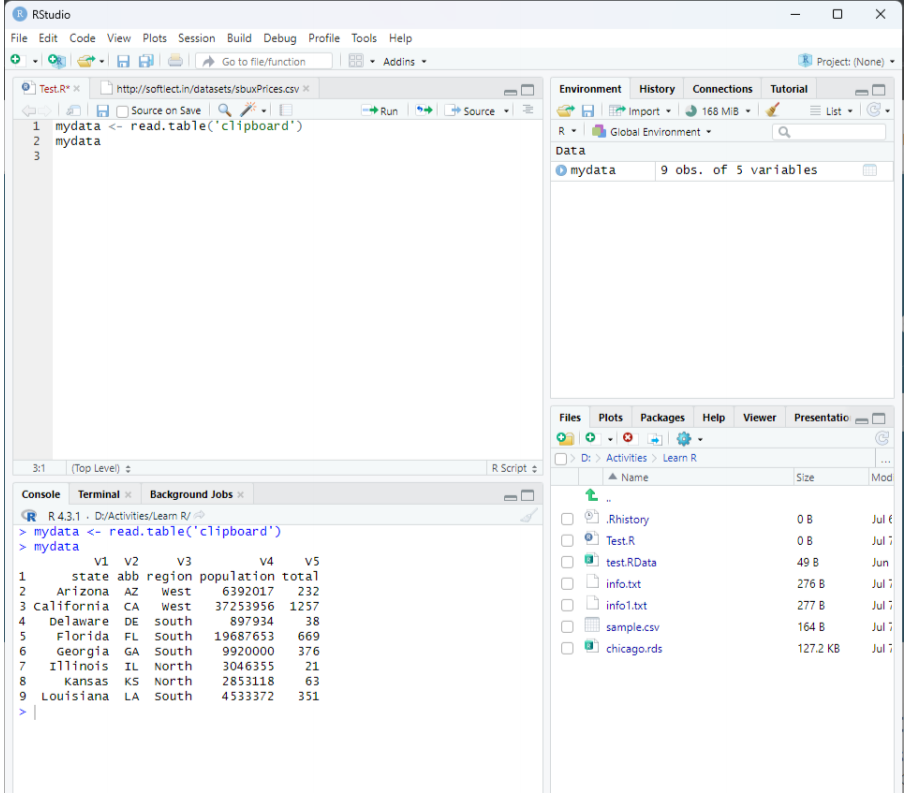 RStudio
File Edit Code View Plots Session Build Debug Profile Tools Help
Go to file/function Addins Project: (None)
Test.R* http://softlect.in/datasets/sbuxPrices.csv
Source on Save Run Source
1 mydata <- read.table('clipboard')
2 mydata
3
3:1 (Top Level) R Script
Console Terminal Background Jobs
R 4.3.1 · D:/Activities/Learn R/
> mydata <- read.table('clipboard')
> mydata
V1 V2 V3 V4 V5
1 state abb region population total
2 Arizona AZ West 6392017 232
3 California CA West 37253956 1257
4 Delaware DE South 897934 38
5 Florida FL South 19687653 669
6 Georgia GA South 9920000 376
7 Illinois IL North 3046355 21
8 Kansas KS North 2853118 63
9 Louisiana LA South 4533372 351
>
Environment History Connections Tutorial
Import 168 MiB List
R Global Environment
Data
mydata 9 obs. of 5 variables
Files Plots Packages Help Viewer Presentatio
D: Activities Learn R ...
Name Size Mod
..
.Rhistory 0 B Jul 6
Test.R 0 B Jul 7
test.RData 49 B Jun
info.txt 276 B Jul 7
info1.txt 277 B Jul 7
sample.csv 164 B Jul 7
chicago.rds 127.2 KB Jul 7